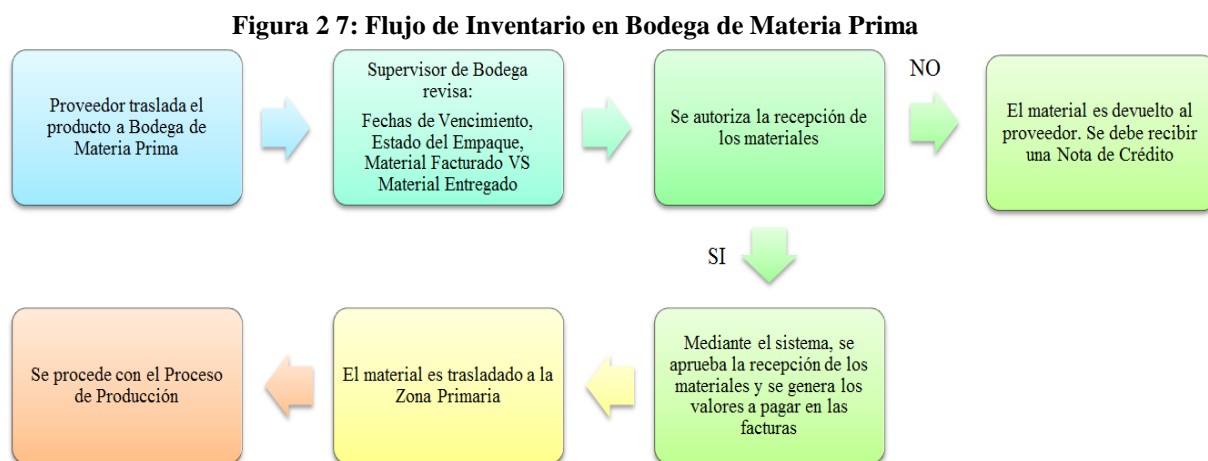 Figura 2 7: Flujo de Inventario en Bodega de Materia Prima
Proveedor traslada el
producto a Bodega de
Materia Prima
Supervisor de Bodega
revisa:
Fechas de Vencimiento,
Estado del Empaque,
Material Facturado VS
Material Entregado
Se autoriza la recepción de
los materiales
NO
El material es devuelto al
proveedor. Se debe recibir
una Nota de Crédito
SI
Mediante el sistema, se
aprueba la recepción de los
materiales y se genera los
valores a pagar en las
facturas
El material es trasladado a la
Zona Primaria
Se procede con el Proceso
de Producción